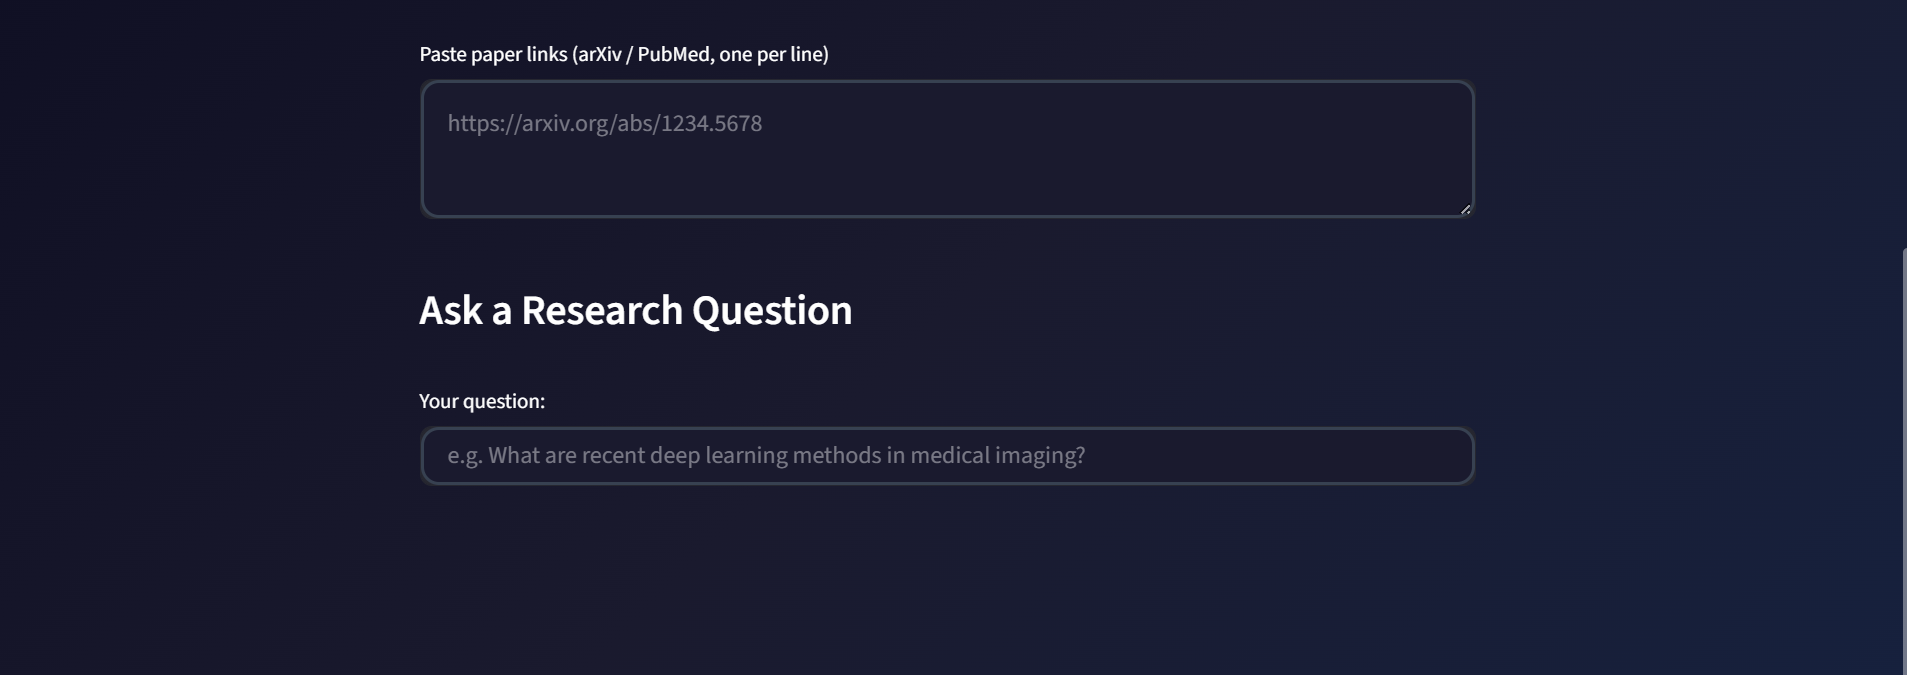 Paste paper links (arXiv / PubMed, one per line)
https://arxiv.org/abs/1234.5678
Ask a Research Question
Your question:
e.g. What are recent deep learning methods in medical imaging?